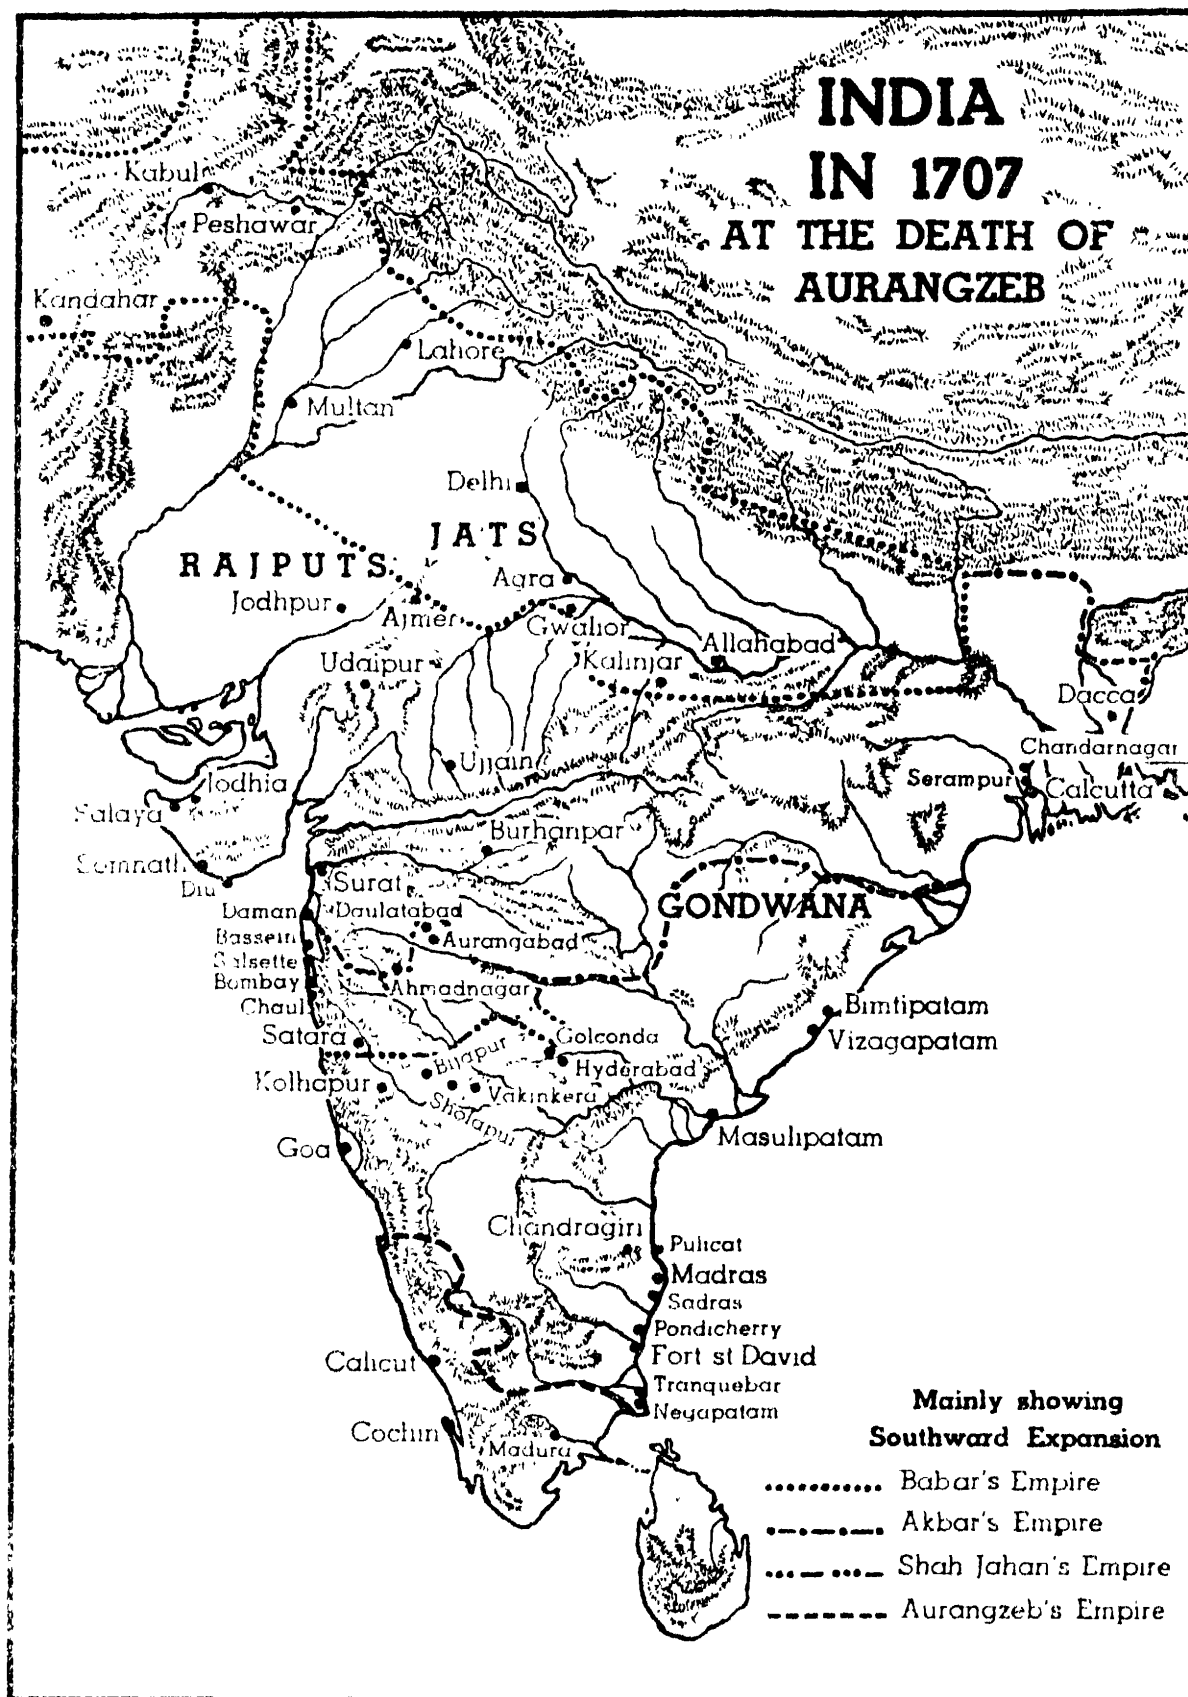 INDIA
IN 1707
AT THE DEATH OF
AURANGZEB
Kabul
Peshawar
Kandahar
Lahore
Multan
Delhi
JATS
RAJPUTS
Agra
Jodhpur
Ajmer
Gwalior
Allahabad
Udaipur
Kalinjar
Dacca
Chandarnagar
Ujjain
Serampur
Calcutta
Jodhia
Salaya
Burhanpar
Somnath
Diu
Surat
GONDWANA
Daman
Daulatabad
Bassein
Aurangabad
Salsette
Bombay
Ahmadnagar
Chaul
Bimtipatam
Satara
Golconda
Vizagapatam
Bijapur
Hyderabad
Kolhapur
Vakinkera
Sholapur
Masulipatam
Goa
Chandragiri
Pulicat
Madras
Sadras
Pondicherry
Fort st David
Calicut
Tranquebar
Negapatam
Cochin
Madura
Mainly showing
Southward Expansion
Babar's Empire
Akbar's Empire
Shah Jahan's Empire
Aurangzeb's Empire